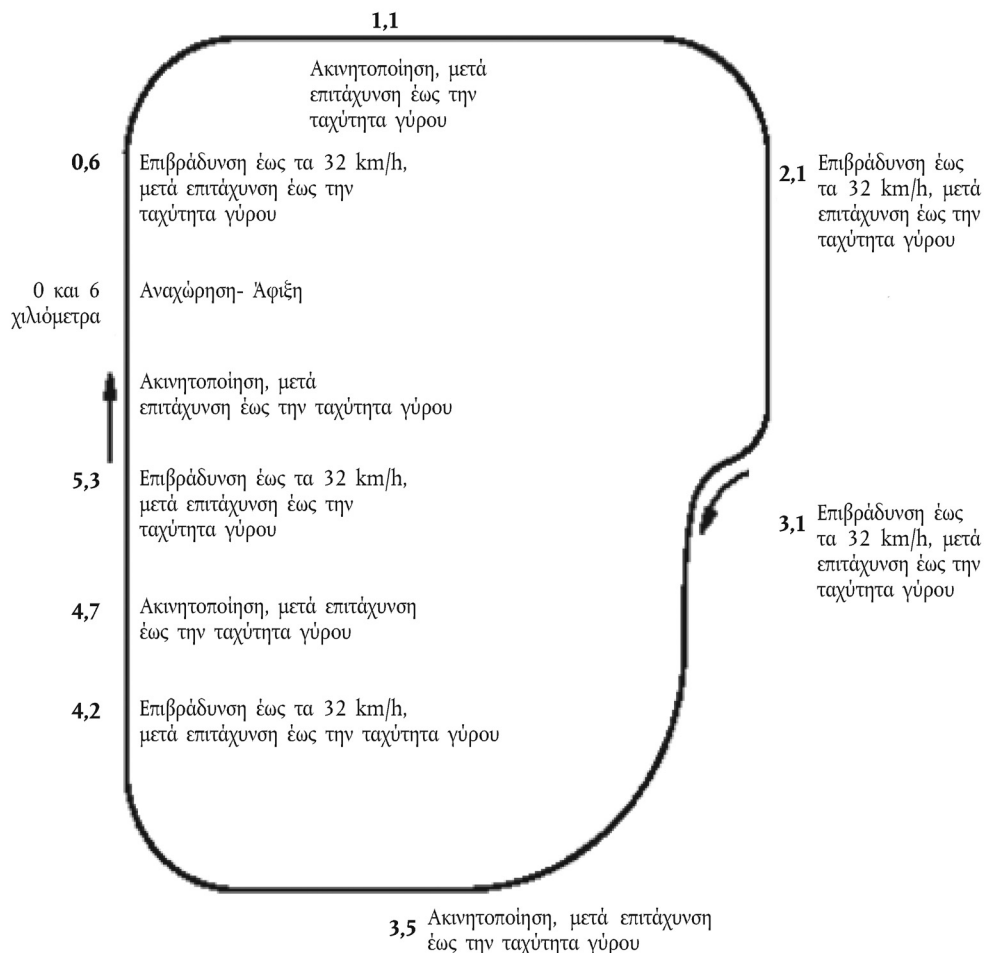 1,1
Ακινητοποίηση, μετά
επιτάχυνση έως την
ταχύτητα γύρου
0,6
Επιβράδυνση έως τα 32 km/h,
μετά επιτάχυνση έως την
ταχύτητα γύρου
2,1
Επιβράδυνση έως
τα 32 km/h, μετά
επιτάχυνση έως την
ταχύτητα γύρου
0 και 6
χιλιόμετρα
Αναχώρηση- Άφιξη
Ακινητοποίηση, μετά
επιτάχυνση έως την ταχύτητα γύρου
5,3
Επιβράδυνση έως τα 32 km/h,
μετά επιτάχυνση έως την
ταχύτητα γύρου
3,1
Επιβράδυνση έως
τα 32 km/h, μετά
επιτάχυνση έως την
ταχύτητα γύρου
4,7
Ακινητοποίηση, μετά επιτάχυνση
έως την ταχύτητα γύρου
4,2
Επιβράδυνση έως τα 32 km/h,
μετά επιτάχυνση έως την ταχύτητα γύρου
3,5
Ακινητοποίηση, μετά επιτάχυνση
έως την ταχύτητα γύρου